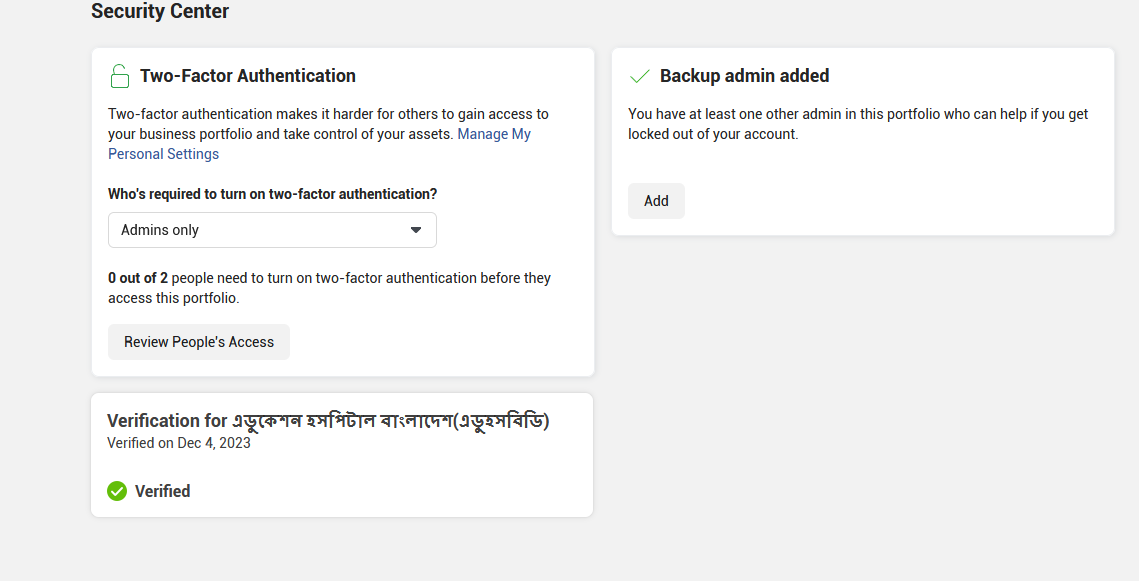 Security Center
Two-Factor Authentication
Two-factor authentication makes it harder for others to gain access to
your business portfolio and take control of your assets. Manage My
Personal Settings
Who's required to turn on two-factor authentication?
Admins only
0 out of 2 people need to turn on two-factor authentication before they
access this portfolio.
Review People's Access
Backup admin added
You have at least one other admin in this portfolio who can help if you get
locked out of your account.
Add
Verification for এডুকেশন হসপিটাল বাংলাদেশ(এডুহসবিডি)
Verified on Dec 4, 2023
Verified